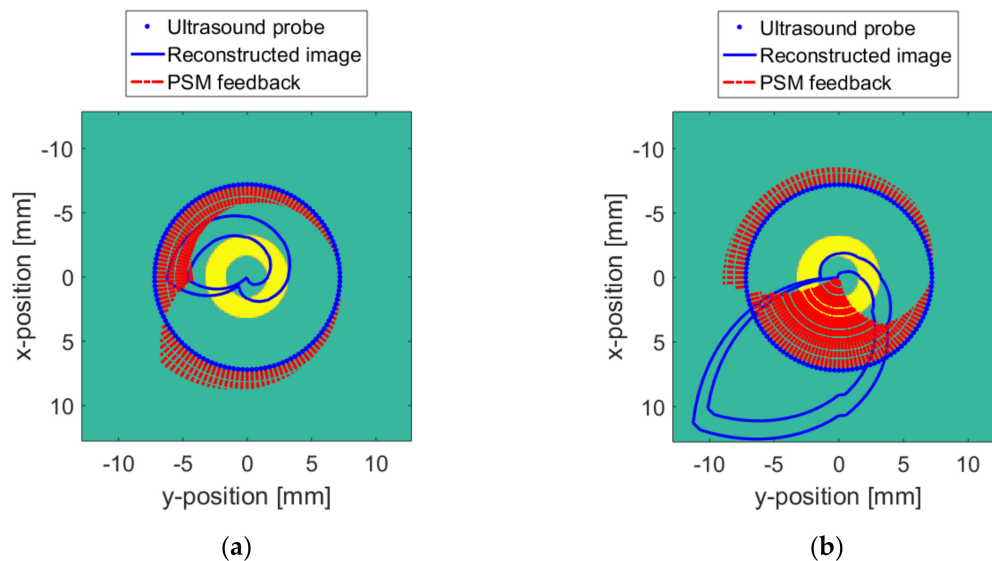 Ultrasound probe
Reconstructed image
PSM feedback
-10
-5
0
5
10
x-position [mm]
-10
-5
0
5
10
y-position [mm]
(a)
Ultrasound probe
Reconstructed image
PSM feedback
-10
-5
0
5
10
x-position [mm]
-10
-5
0
5
10
y-position [mm]
(b)